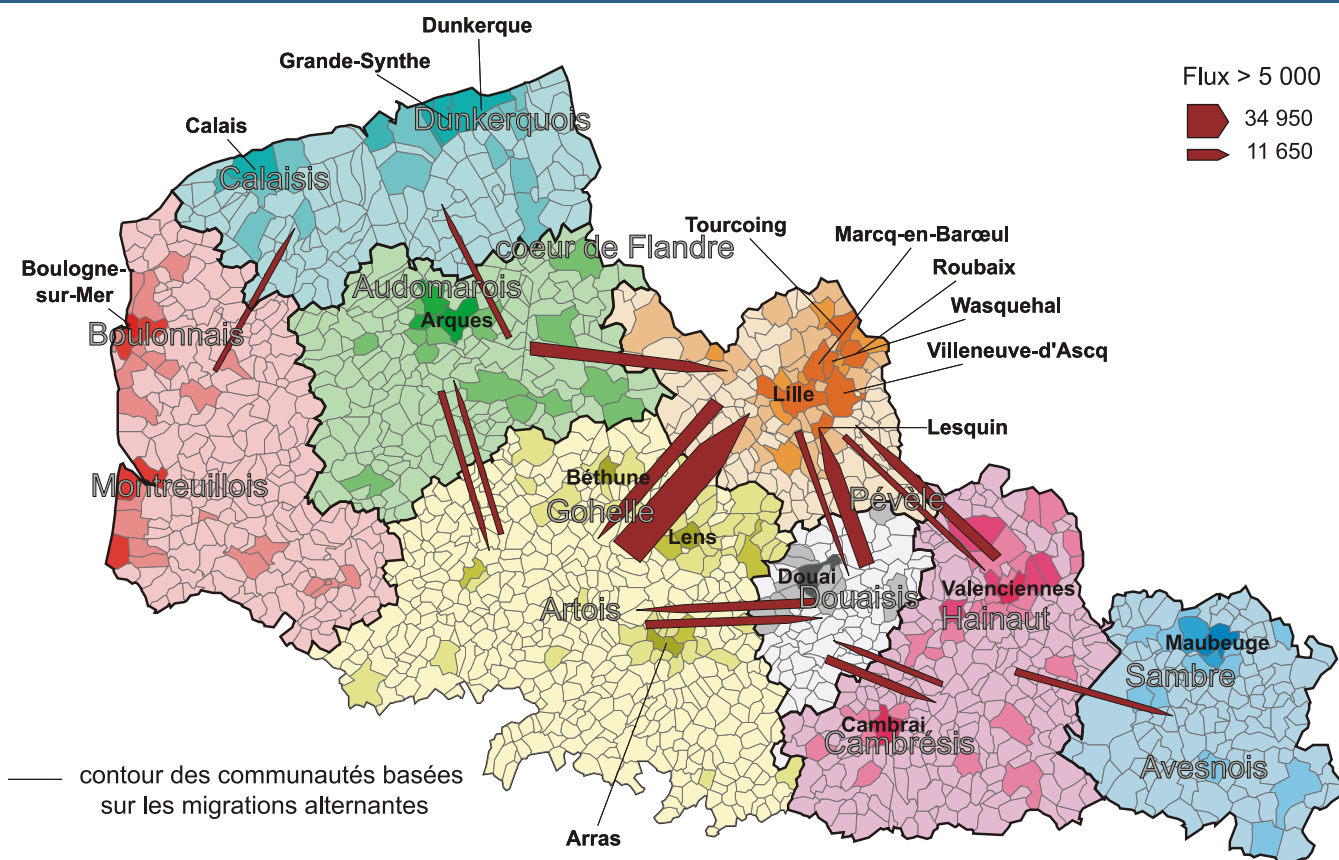 Dunkerque
Grande-Synthe
Flux > 5 000
34 950
11 650
Calais
Dunkerquois
Calaisis
Tourcoing
Marcq-en-Barœul
coeur de Flandre
Roubaix
Boulogne-
sur-Mer
Audomarois
Wasquehal
Arques
Boulonnais
Villeneuve-d'Ascq
Lille
Lesquin
Béthune
Montreuillois
Pévèle
Gohelle
Lens
Douai
Douaisis
Valenciennes
Artois
Hainaut
Maubeuge
Sambre
Cambrai
Cambrésis
Avesnois
contour des communautés basées
sur les migrations alternantes
Arras